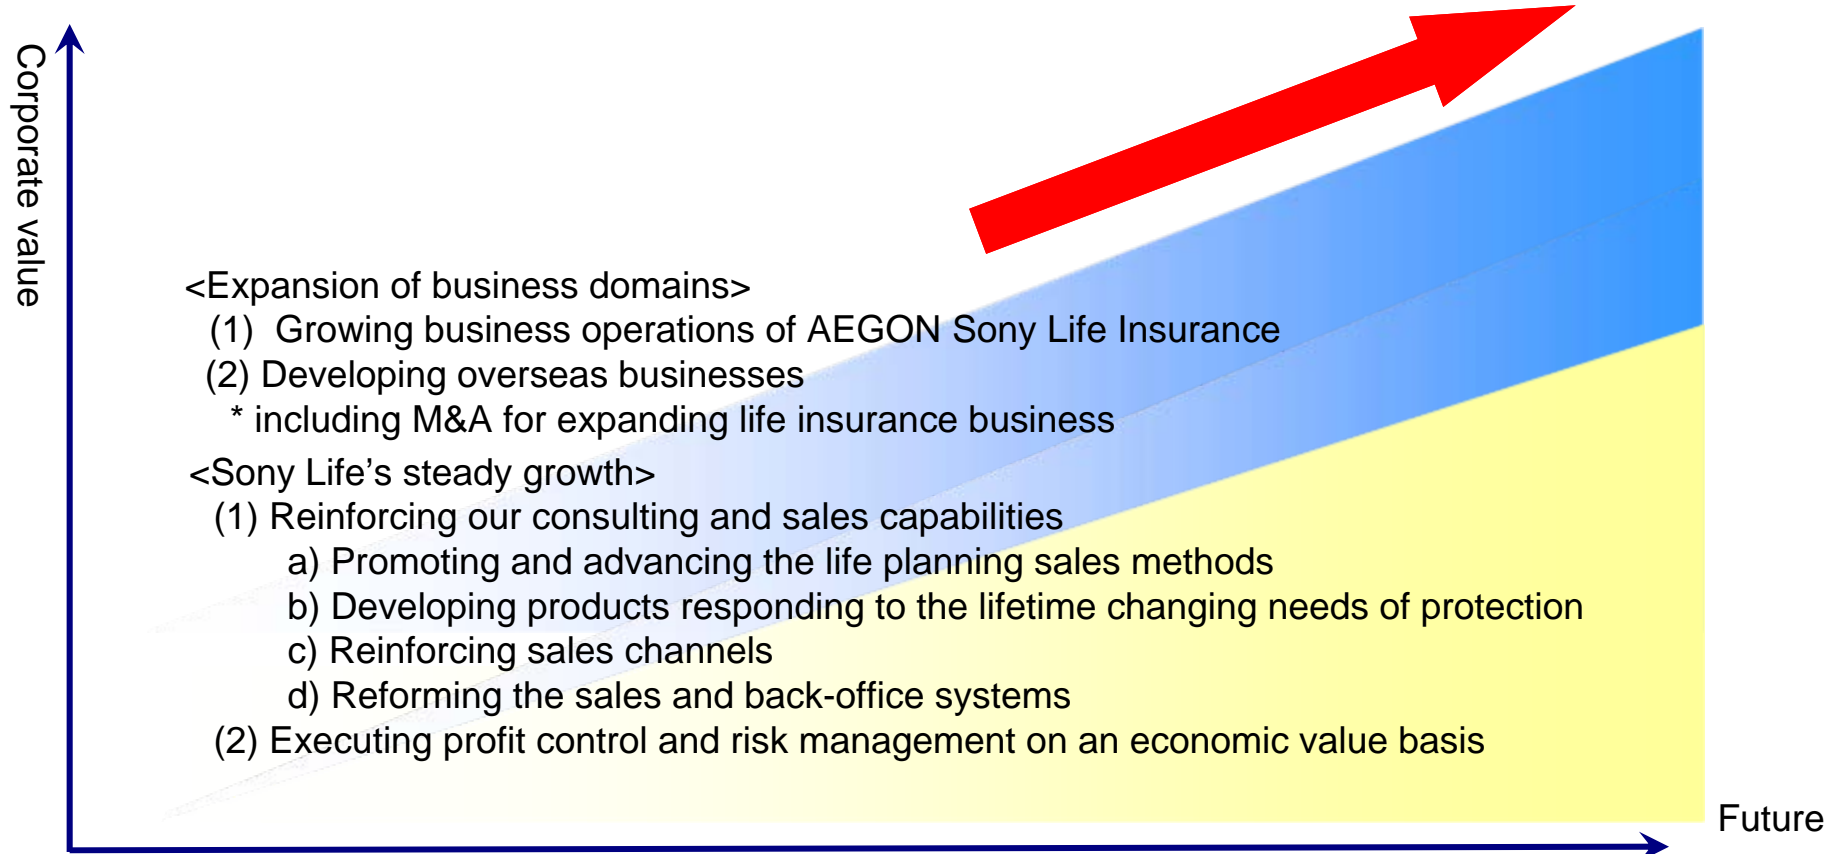 Corporate value
<Expansion of business domains>
(1) Growing business operations of AEGON Sony Life Insurance
(2) Developing overseas businesses
* including M&A for expanding life insurance business
<Sony Life’s steady growth>
(1) Reinforcing our consulting and sales capabilities
a) Promoting and advancing the life planning sales methods
b) Developing products responding to the lifetime changing needs of protection
c) Reinforcing sales channels
d) Reforming the sales and back-office systems
(2) Executing profit control and risk management on an economic value basis
Future